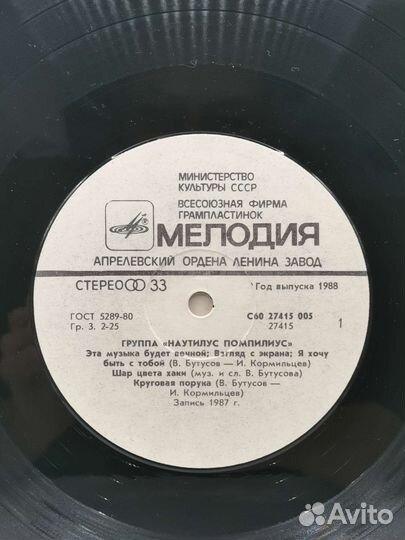 МИНИСТЕРСТВО
КУЛЬТУРЫ СССР
ВСЕСОЮЗНАЯ ФИРМА
ГРАМПЛАСТИНОК
МЕЛОДИЯ
АПРЕЛЕВСКИЙ ОРДЕНА ЛЕНИНА ЗАВОД
СТЕРЕО 33
Год выпуска 1988
ГОСТ 5289-80
С60 27415 005
Гр. 3. 2-25
27415
1
ГРУППА «НАУТИЛУС ПОМПИЛИУС»
Эта музыка будет вечной; Взгляд с экрана; Я хочу
быть с тобой (В. Бутусов — И. Кормильцев)
Шар цвета хаки (муз. и сл. В. Бутусова)
Круговая порука (В. Бутусов —
И. Кормильцев)
Запись 1987 г.
Avito